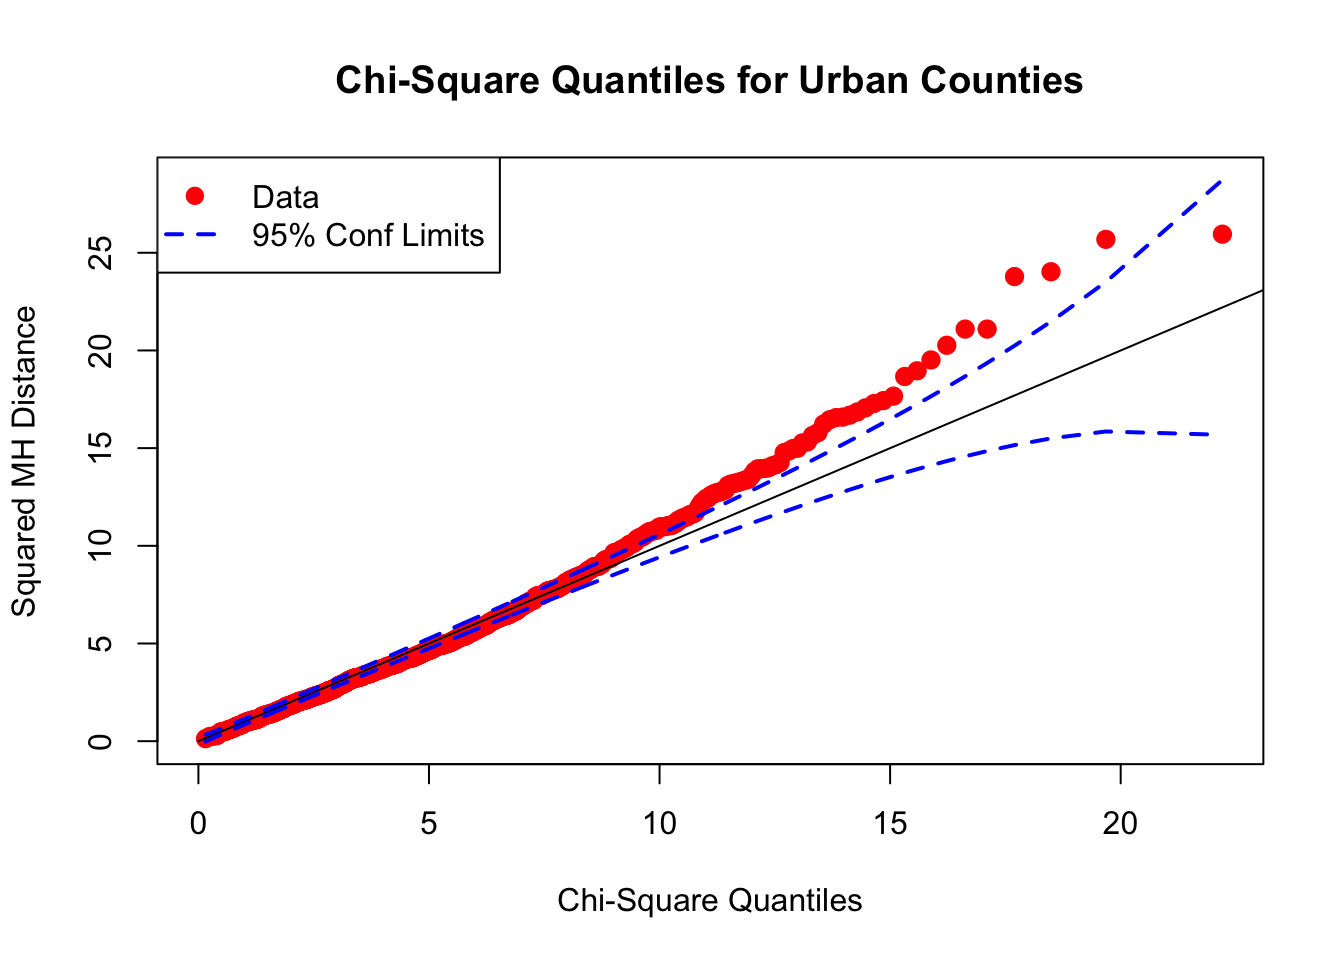 Chi-Square Quantiles for Urban Counties
Data
95% Conf Limits
Squared MH Distance
25
20
15
10
5
0
0 5 10 15 20
Chi-Square Quantiles